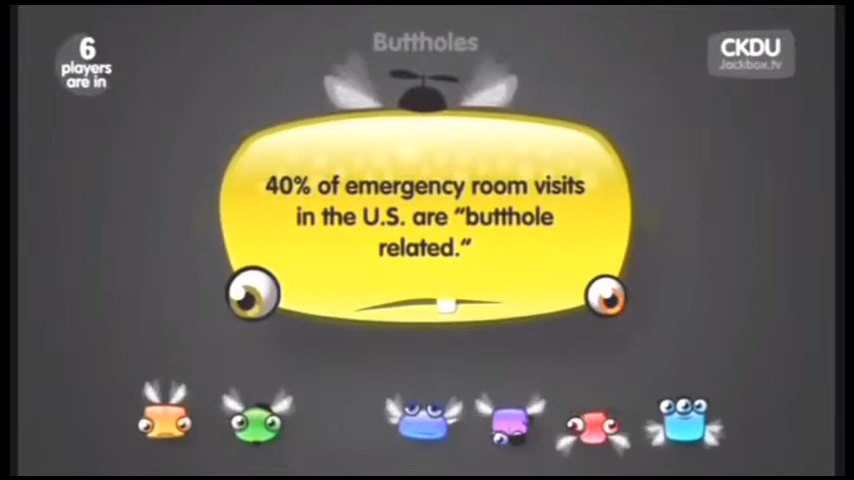 Buttholes
6
players
are in
CKDU
Jackbox.tv
40% of emergency room visits
in the U.S. are “butthole
related.”